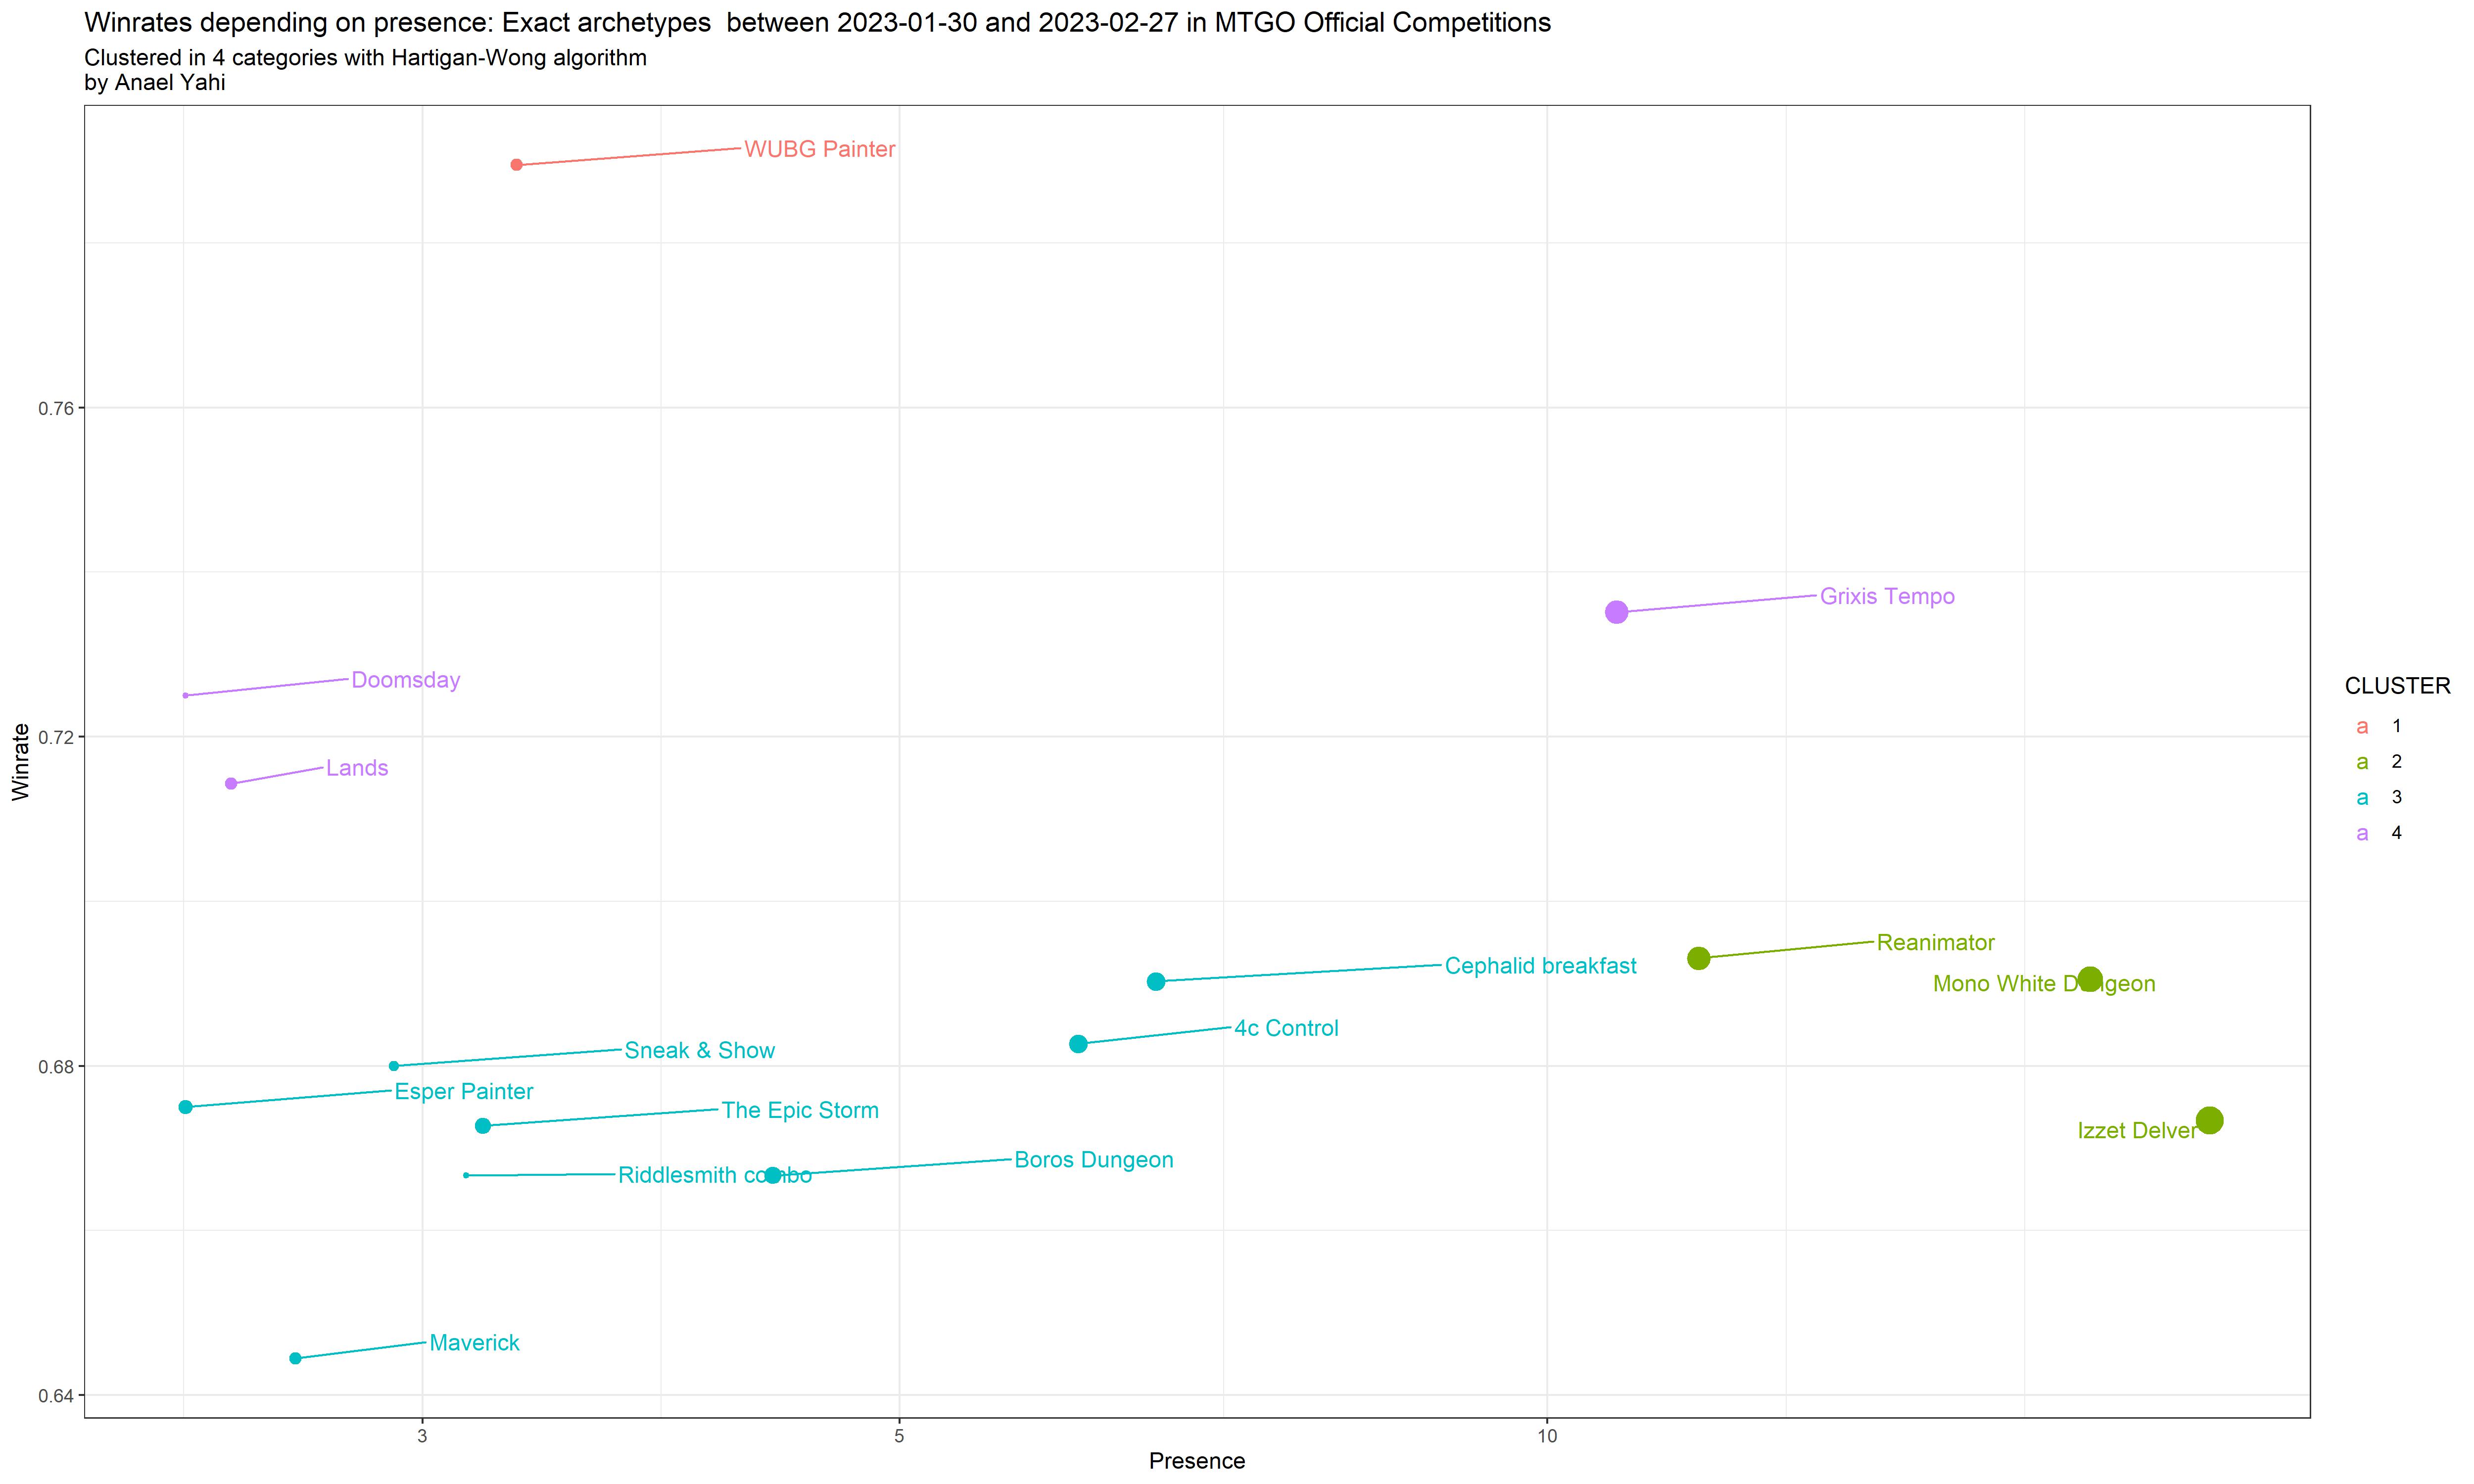 Winrates depending on presence: Exact archetypes  between 2023-01-30 and 2023-02-27 in MTGO Official Competitions
Clustered in 4 categories with Hartigan-Wong algorithm
by Anael Yahi
WUBG Painter
0.76
Grixis Tempo
Doomsday
CLUSTER
a 1
a 2
a 3
a 4
Winrate
0.72
Lands
Reanimator
Cephalid breakfast
Mono White Dungeon
4c Control
Sneak & Show
0.68
Esper Painter
The Epic Storm
Izzet Delver
Boros Dungeon
Riddlesmith combo
Maverick
0.64
3
5
10
Presence